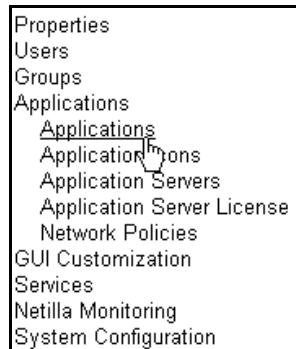 Properties
Users
Groups
Applications
Applications
Application Icons
Application Servers
Application Server License
Network Policies
GUI Customization
Services
Netilla Monitoring
System Configuration